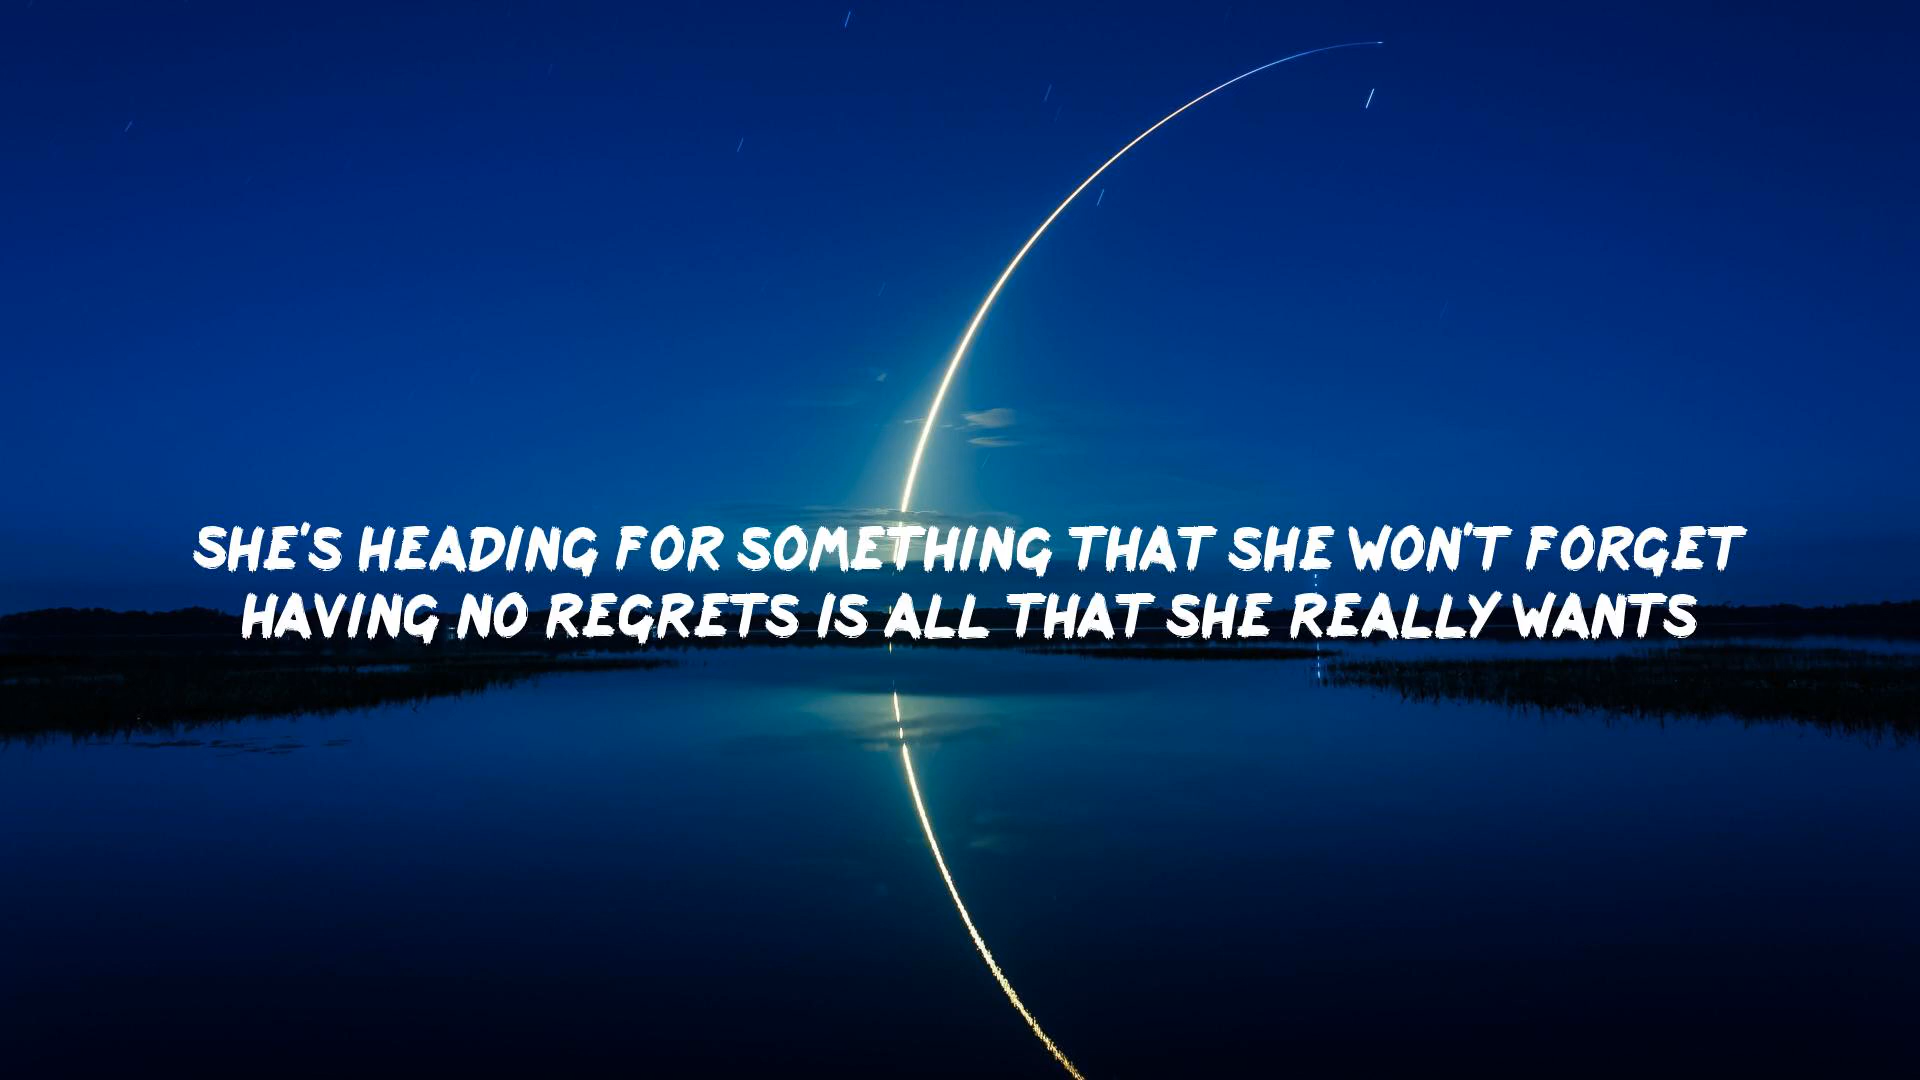 SHE'S HEADING FOR SOMETHING THAT SHE WON'T FORGET
HAVING NO REGRETS IS ALL THAT SHE REALLY WANTS